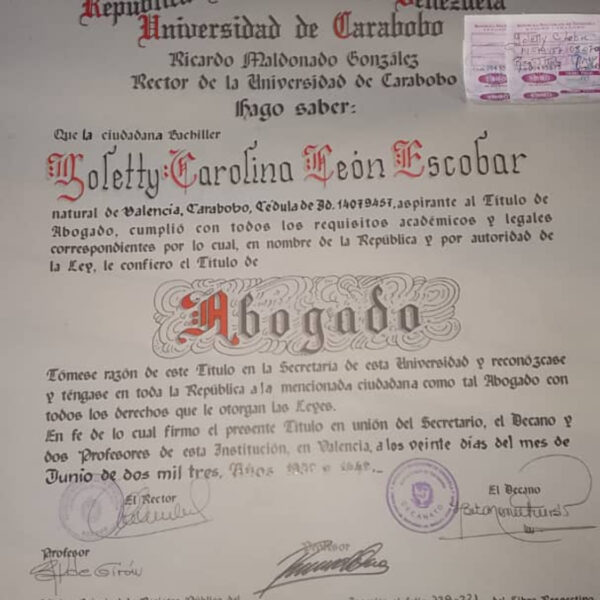 República Venezuela
Universidad de Carabobo
Ricardo Maldonado González
Rector de la Universidad de Carabobo
Hago saber:
Que la ciudadana Bachiller
Soletty Carolina León Escobar
natural de Valencia, Carabobo, Cédula de Id. 14079457, aspirante al Título de
Abogado, cumplió con todos los requisitos académicos y legales
correspondientes por lo cual, en nombre de la República y por autoridad de
la Ley, le confiero el Título de
Abogado
Tómese razón de este Título en la Secretaría de esta Universidad y reconózcase
y téngase en toda la República a la mencionada ciudadana como tal Abogado con
todos los derechos que le otorgan las Leyes.
En fe de lo cual firmo el presente Título en unión del Secretario, el Decano y
dos Profesores de esta Institución, en Valencia, a los veinte días del mes de
Junio de dos mil tres, Años
El Rector
El Decano
DECANATO
Profesor
Profesor